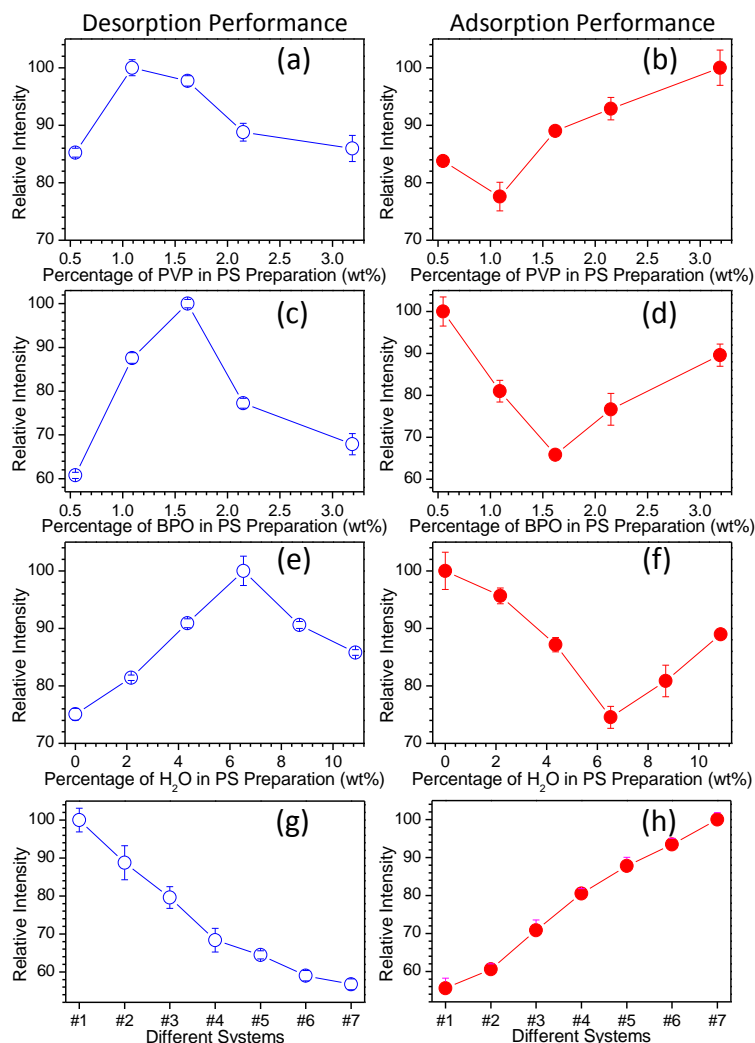 Desorption Performance
Adsorption Performance
(a)
Relative Intensity
100
90
80
70
0.5 1.0 1.5 2.0 2.5 3.0
Percentage of PVP in PS Preparation (wt%)
(b)
Relative Intensity
100
90
80
70
0.5 1.0 1.5 2.0 2.5 3.0
Percentage of PVP in PS Preparation (wt%)
(c)
Relative Intensity
100
90
80
70
60
0.5 1.0 1.5 2.0 2.5 3.0
Percentage of BPO in PS Preparation (wt%)
(d)
Relative Intensity
100
90
80
70
60
0.5 1.0 1.5 2.0 2.5 3.0
Percentage of BPO in PS Preparation (wt%)
(e)
Relative Intensity
100
90
80
70
0 2 4 6 8 10
Percentage of H₂O in PS Preparation (wt%)
(f)
Relative Intensity
100
90
80
70
0 2 4 6 8 10
Percentage of H₂O in PS Preparation (wt%)
(g)
Relative Intensity
100
90
80
70
60
#1 #2 #3 #4 #5 #6 #7
Different Systems
(h)
Relative Intensity
100
90
80
70
60
#1 #2 #3 #4 #5 #6 #7
Different Systems